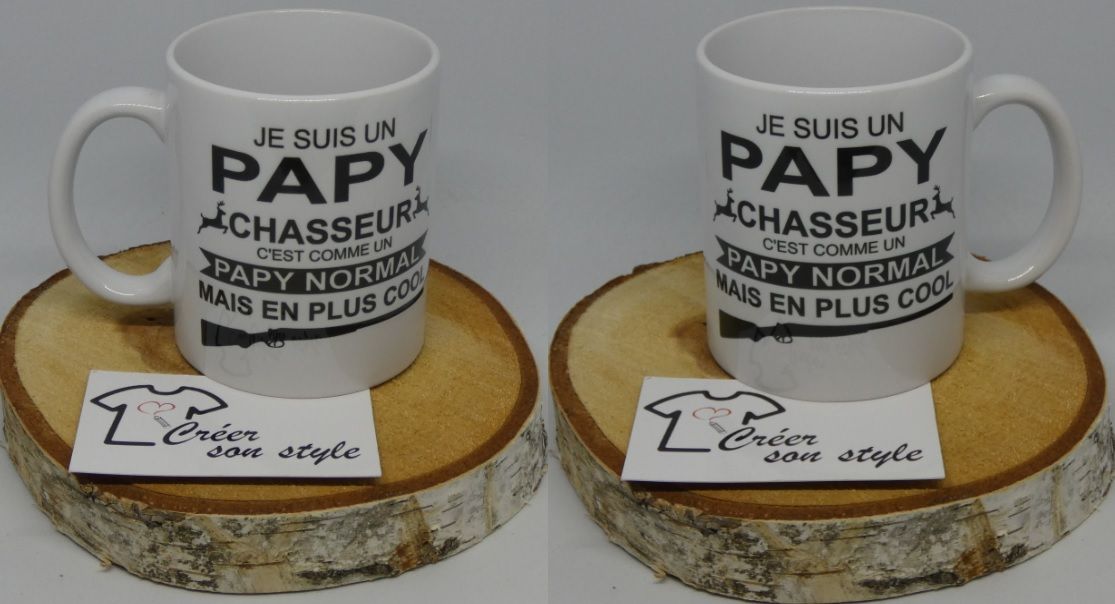 JE SUIS UN
PAPY
CHASSEUR
C'EST COMME UN
PAPY NORMAL
MAIS EN PLUS COOL
Créer
son style
JE SUIS UN
PAPY
CHASSEUR
C'EST COMME UN
PAPY NORMAL
MAIS EN PLUS COOL
Créer
son style